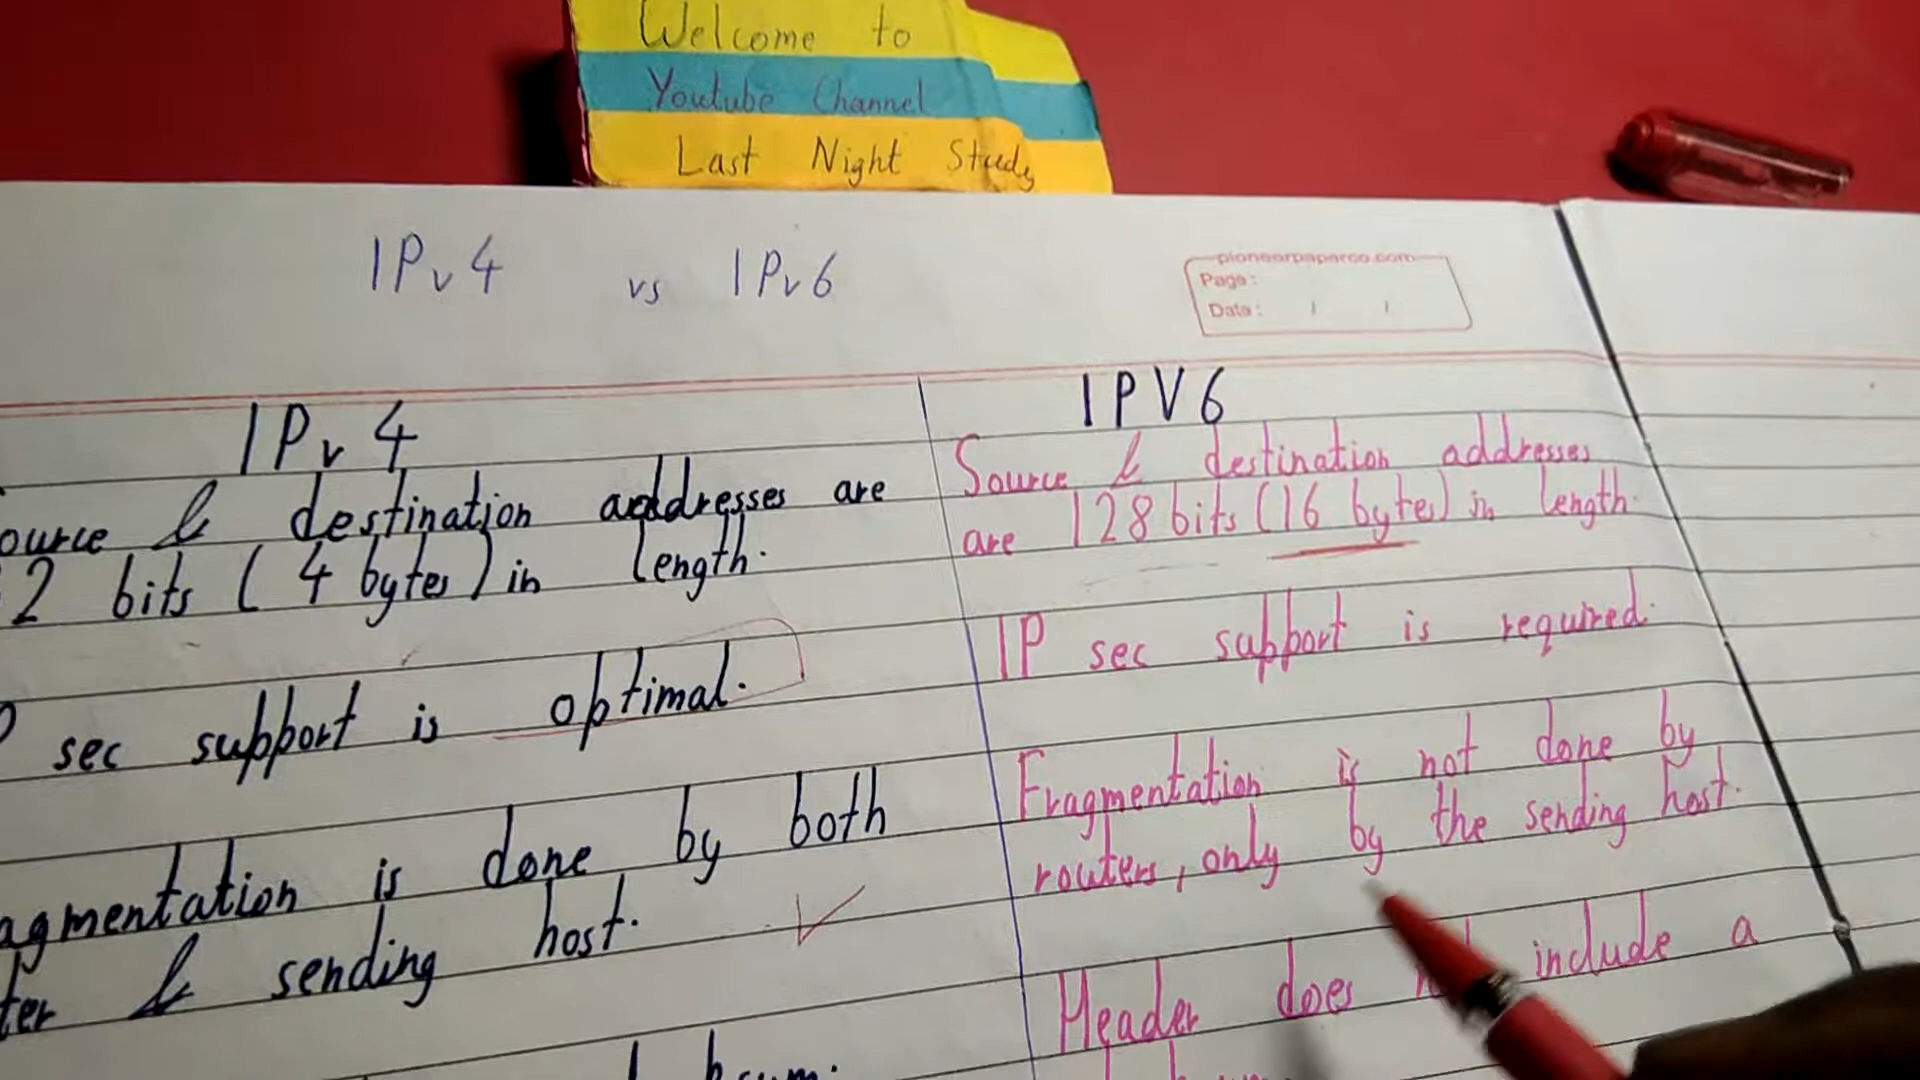 Welcome to
Youtube Channel
Last Night Study
IPv4 vs IPv6
pioneerpaperco.com
Page:
Date: / /
IPv4
ource & destination addresses are
2 bits (4 bytes) in length.
sec support is optimal.
agmentation is done by both
ter & sending host.
IPV6
Source & destination addresses
are 128 bits (16 bytes) in length.
IP sec support is required.
Fragmentation is not done by
routers, only by the sending host.
Header does include a